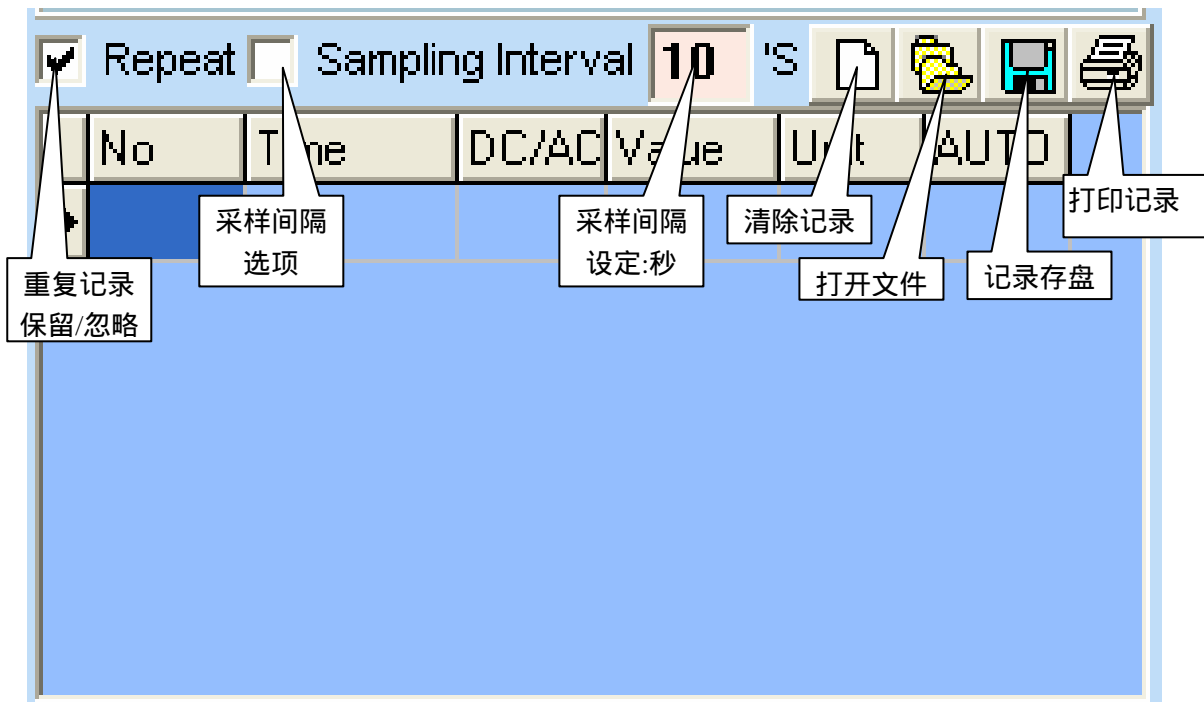 Repeat Sampling Interval 10 'S
No Time DC/AC Value Unit AUTO
打印记录
采样间隔
选项
采样间隔
设定:秒
清除记录
重复记录
保留/忽略
打开文件
记录存盘